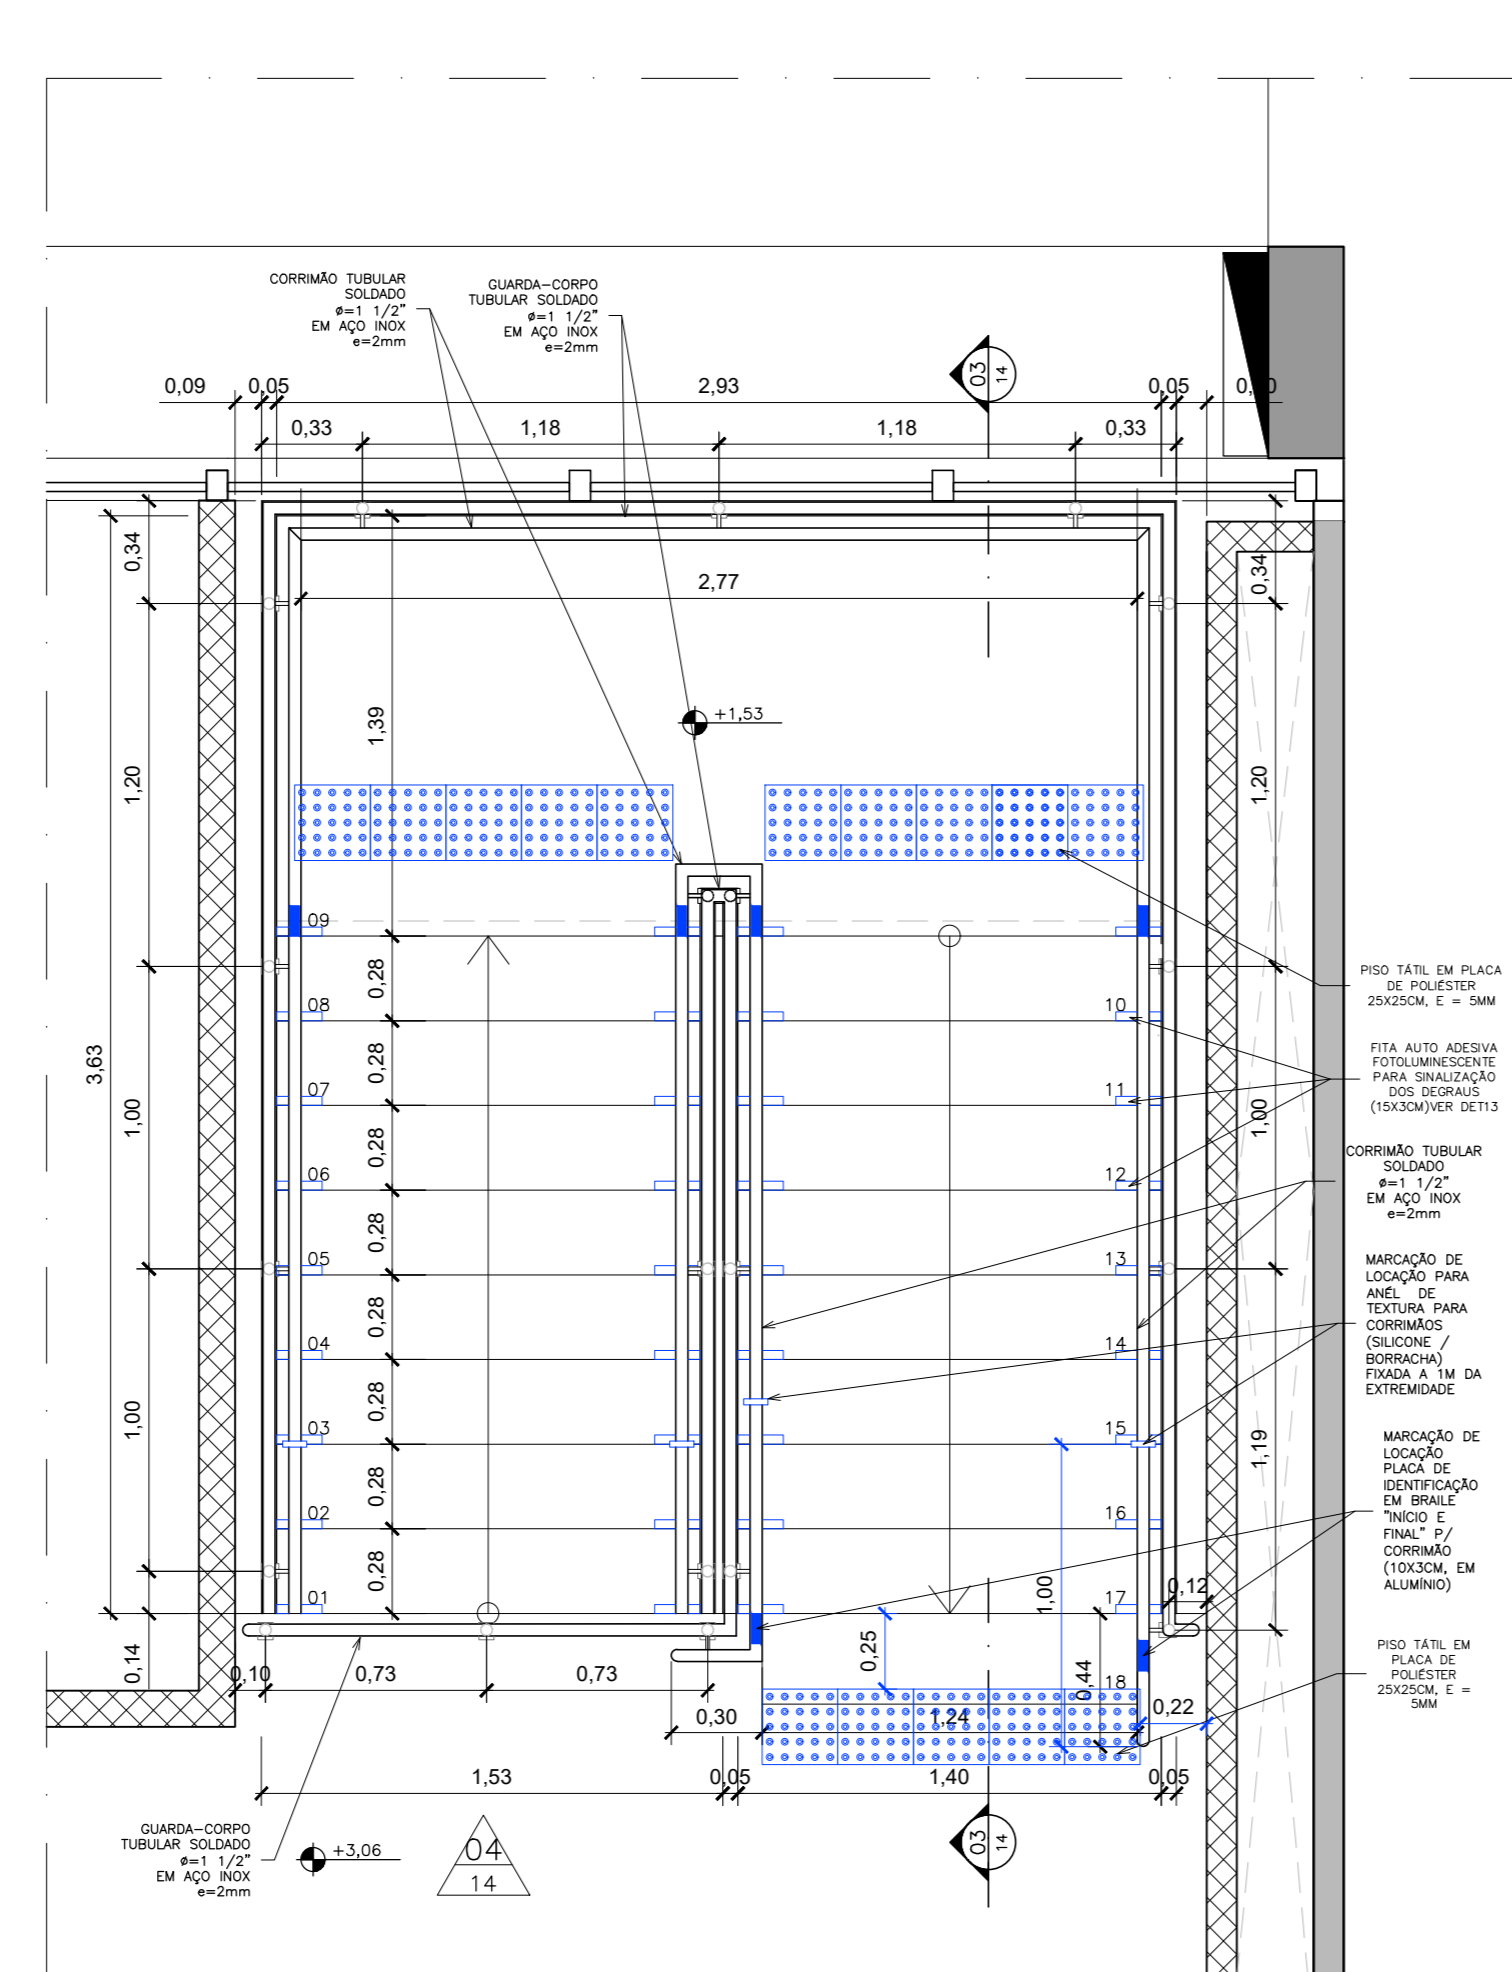 CORRIMÃO TUBULAR
SOLDADO
ø=1 1/2"
EM AÇO INOX
e=2mm
GUARDA-CORPO
TUBULAR SOLDADO
ø=1 1/2"
EM AÇO INOX
e=2mm
03
14
0,09
0,05
2,93
0,05
0,33
1,18
1,18
0,33
0,34
0,34
2,77
1,39
+1,53
1,20
1,20
09
0,28
08
10
0,28
07
11
0,28
06
12
0,28
05
13
0,28
04
14
0,28
03
15
0,28
02
16
0,28
01
17
18
3,63
1,00
1,00
0,14
1,00
1,19
PISO TÁTIL EM PLACA
DE POLIÉSTER
25X25CM, E = 5MM
FITA AUTO ADESIVA
FOTOLUMINESCENTE
PARA SINALIZAÇÃO
DOS DEGRAUS
(15X3CM)VER DET13
CORRIMÃO TUBULAR
SOLDADO
ø=1 1/2"
EM AÇO INOX
e=2mm
MARCAÇÃO DE
LOCAÇÃO PARA
ANÉL DE
TEXTURA PARA
CORRIMÃOS
(SILICONE /
BORRACHA)
FIXADA A 1M DA
EXTREMIDADE
MARCAÇÃO DE
LOCAÇÃO
PLACA DE
IDENTIFICAÇÃO
EM BRAILE
"INÍCIO E
FINAL" P/
CORRIMÃO
(10X3CM, EM
ALUMÍNIO)
PISO TÁTIL EM
PLACA DE
POLIÉSTER
25X25CM, E =
5MM
1,00
0,12
0,25
0,44
0,22
0,10
0,73
0,73
0,30
1,24
1,53
0,05
1,40
0,05
GUARDA-CORPO
TUBULAR SOLDADO
ø=1 1/2"
EM AÇO INOX
e=2mm
+3,06
04
14
03
14